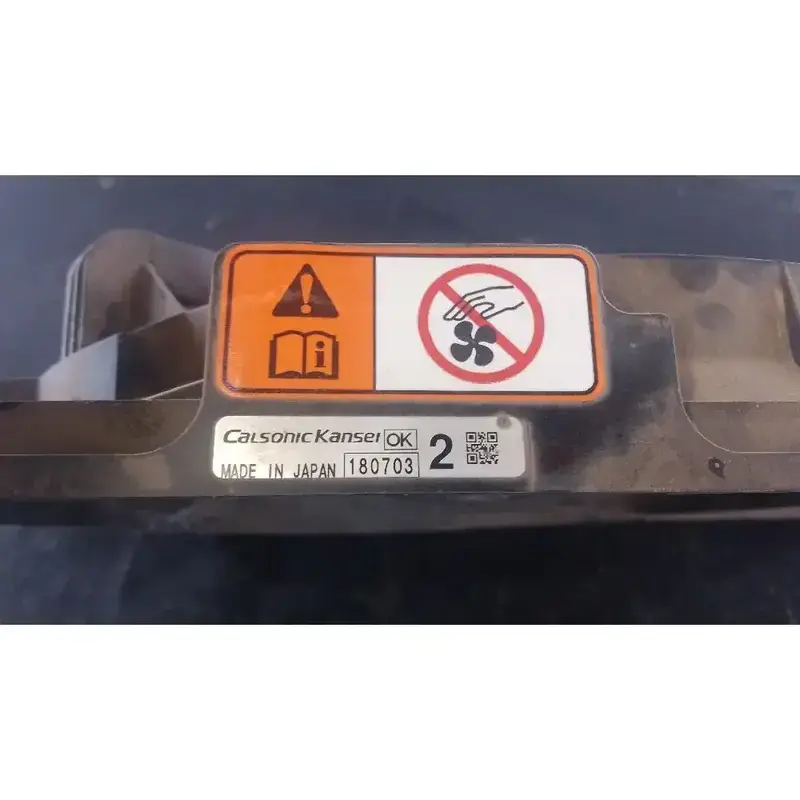 CalsonicKansei OK 2
MADE IN JAPAN 180703